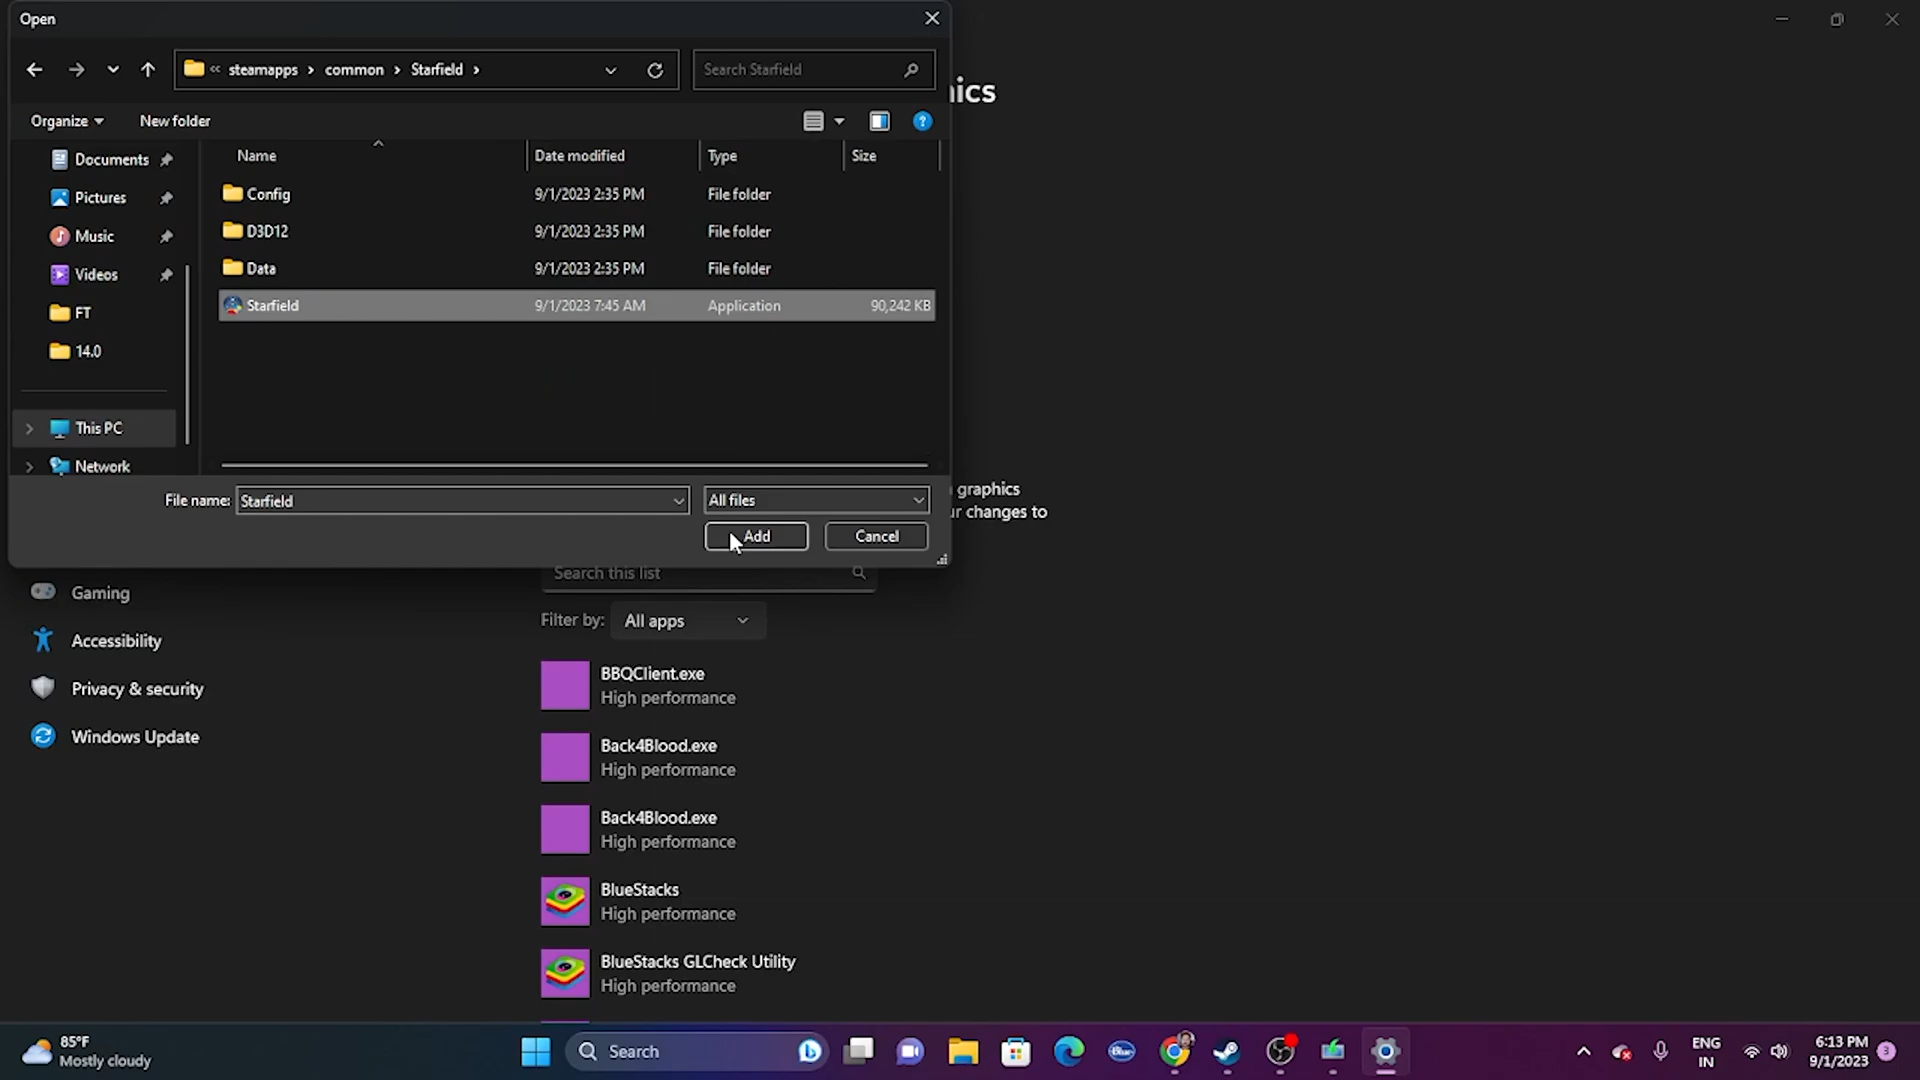 Open
steamapps
common
Starfield
Search Starfield
ics
Organize
New folder
Name
Date modified
Type
Size
Documents
Pictures
Music
Videos
FT
14.0
This PC
Network
Config 9/1/2023 2:35 PM File folder
D3D12 9/1/2023 2:35 PM File folder
Data 9/1/2023 2:35 PM File folder
Starfield 9/1/2023 7:45 AM Application 90,242 KB
File name: Starfield
All files
Add
Cancel
graphics
r changes to
Search this list
Filter by: All apps
Gaming
Accessibility
Privacy & security
Windows Update
BBQClient.exe
High performance
Back4Blood.exe
High performance
Back4Blood.exe
High performance
BlueStacks
High performance
BlueStacks GLCheck Utility
High performance
85°F
Mostly cloudy
Search
ENG
IN
6:13 PM
9/1/2023
3